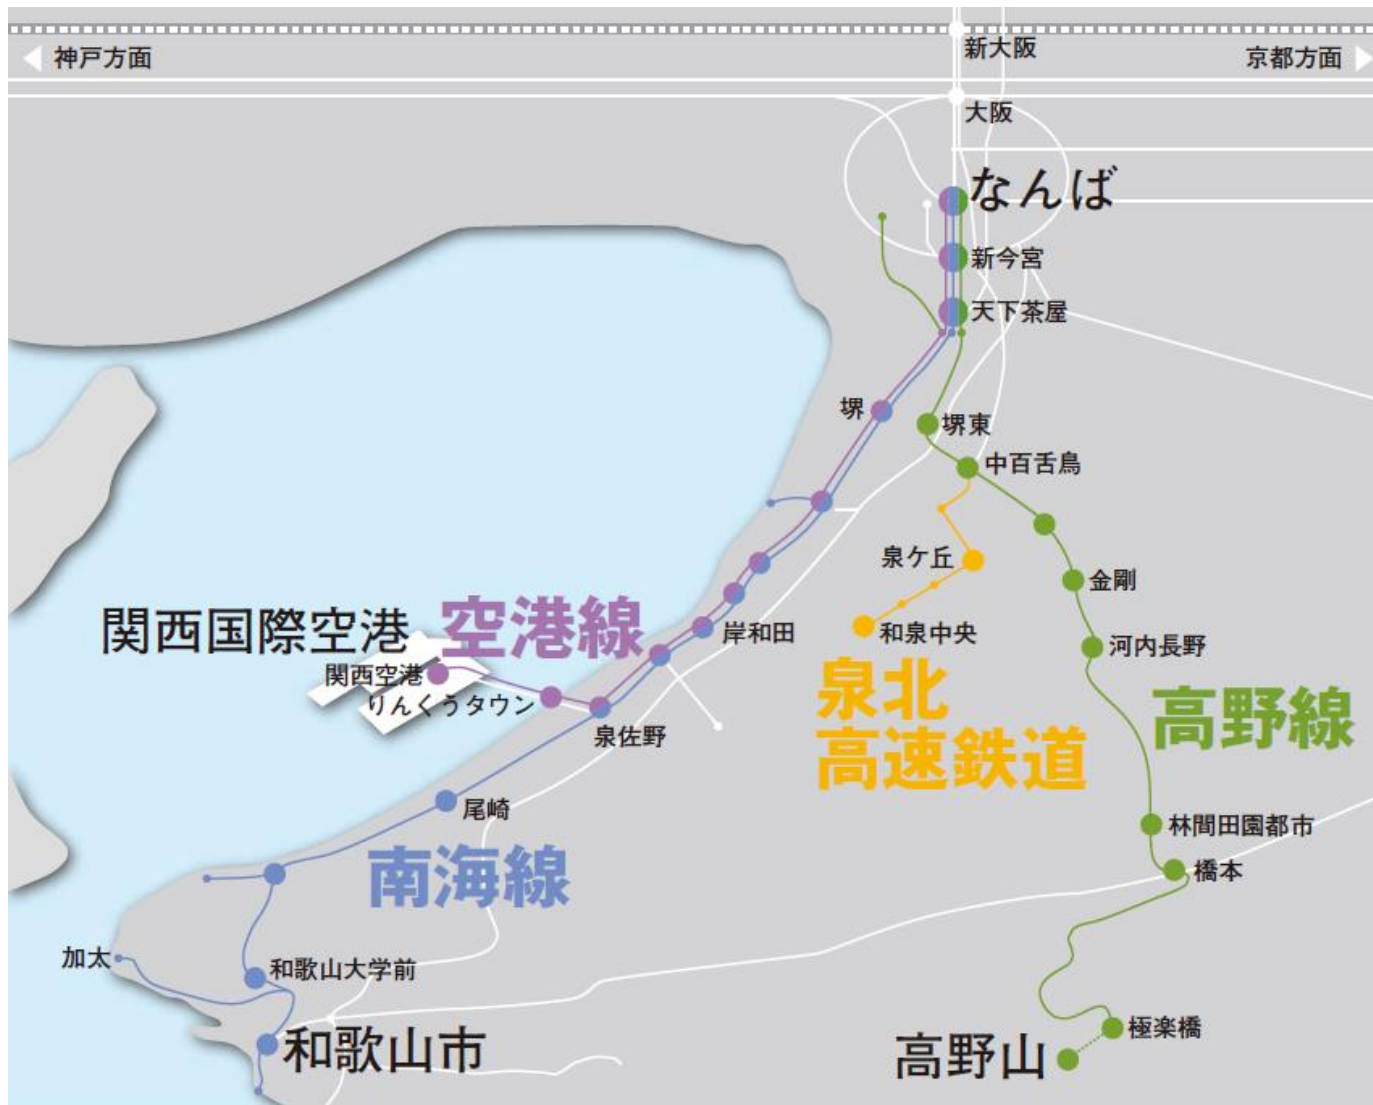 新大阪
神戸方面
京都方面
大阪
なんば
新今宮
天下茶屋
堺
堺東
中百舌鳥
泉ケ丘
金剛
関西国際空港
空港線
岸和田
和泉中央
河内長野
関西空港
りんくうタウン
泉佐野
泉北
高速鉄道
高野線
尾崎
林間田園都市
南海線
橋本
加太
和歌山大学前
極楽橋
和歌山市
高野山